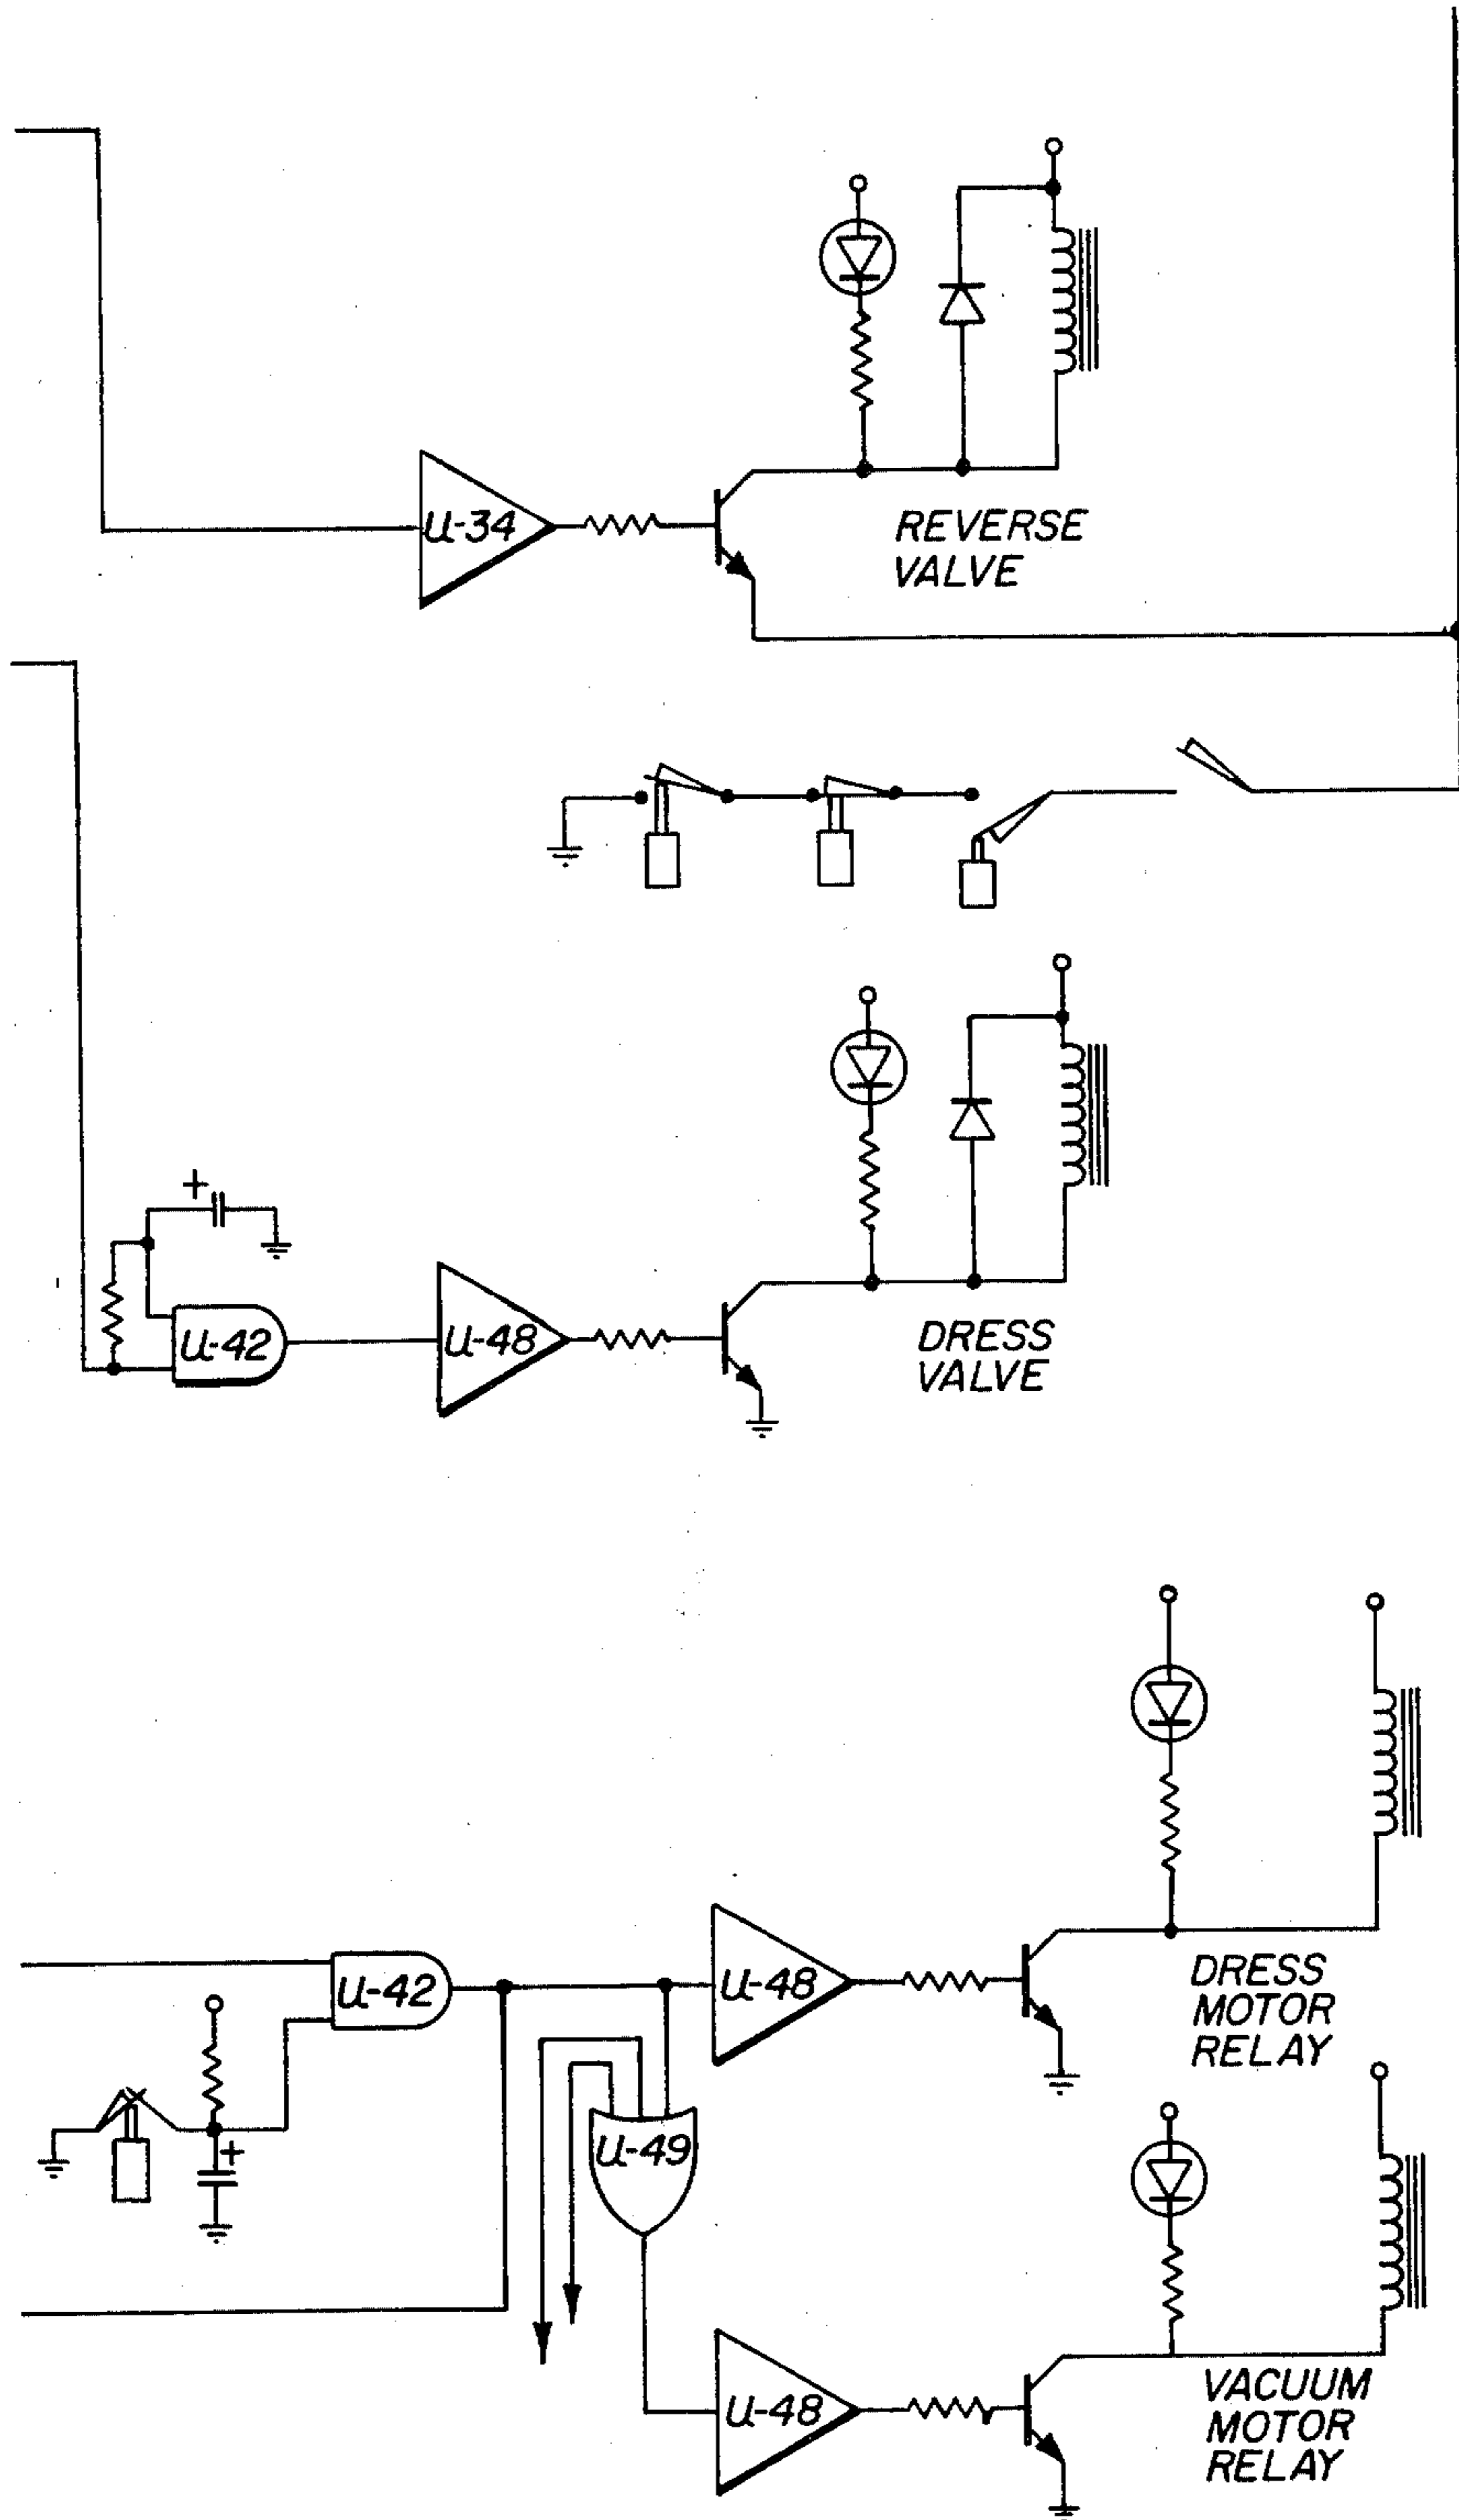 U-34
REVERSE
VALVE
+
U-42
U-48
DRESS
VALVE
U-42
U-48
DRESS
MOTOR
RELAY
+
U-49
U-48
VACUUM
MOTOR
RELAY